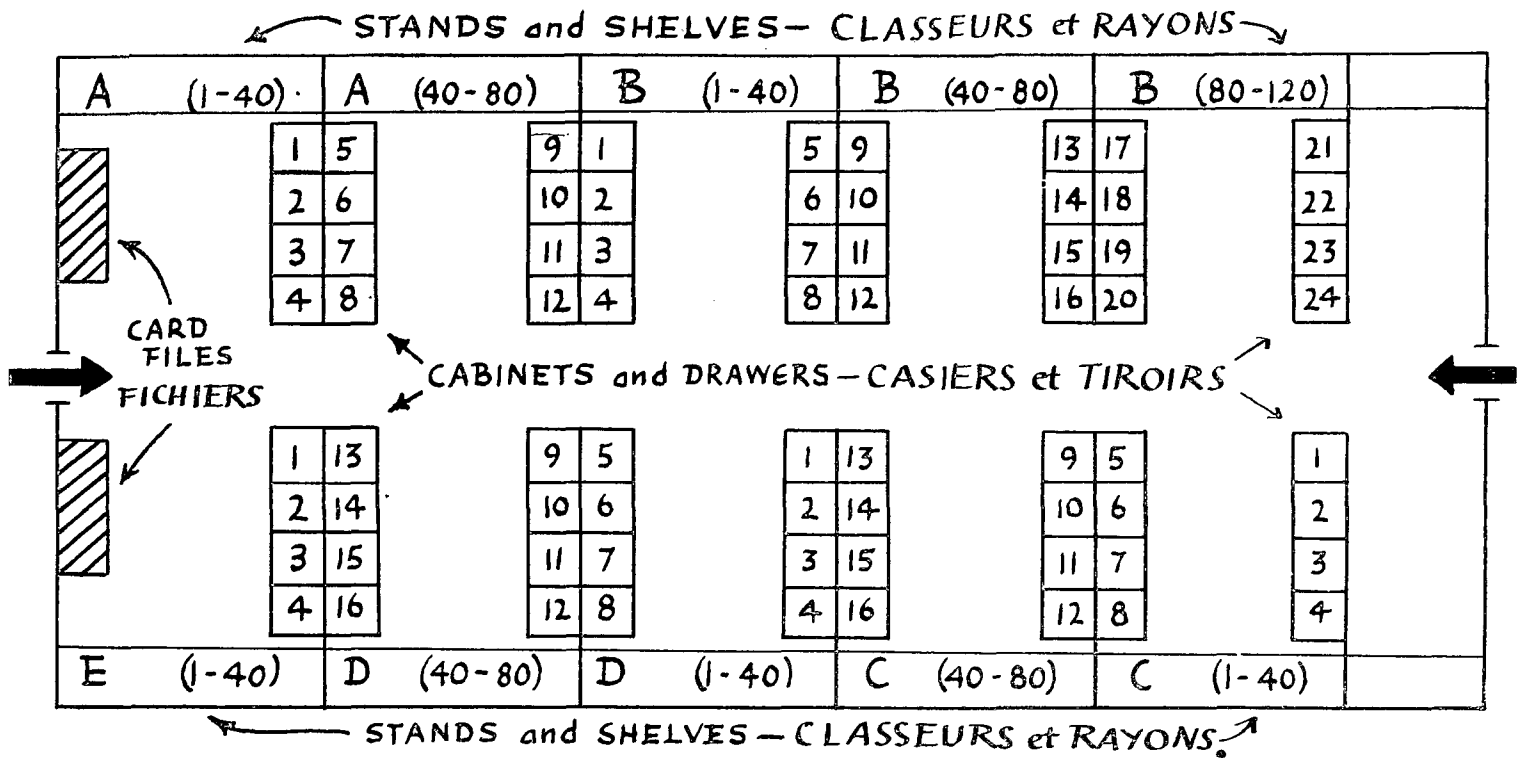 STANDS and SHELVES — CLASSEURS et RAYONS
A (1-40) A (40-80) B (1-40) B (40-80) B (80-120)
1 5 9 1 5 9 13 17 21
2 6 10 2 6 10 14 18 22
3 7 11 3 7 11 15 19 23
4 8 12 4 8 12 16 20 24
CARD
FILES
FICHIERS
CABINETS and DRAWERS — CASIERS et TIROIRS
1 13 9 5 1 13 9 5 1
2 14 10 6 2 14 10 6 2
3 15 11 7 3 15 11 7 3
4 16 12 8 4 16 12 8 4
E (1-40) D (40-80) D (1-40) C (40-80) C (1-40)
STANDS and SHELVES — CLASSEURS et RAYONS.